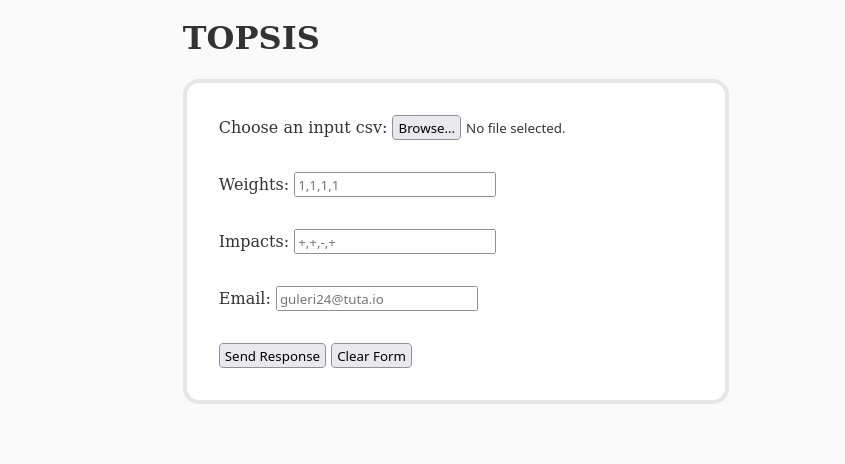 TOPSIS
Choose an input csv: Browse... No file selected.
Weights: 1,1,1,1
Impacts: +,+,-,+
Email: guleri24@tuta.io
Send Response Clear Form